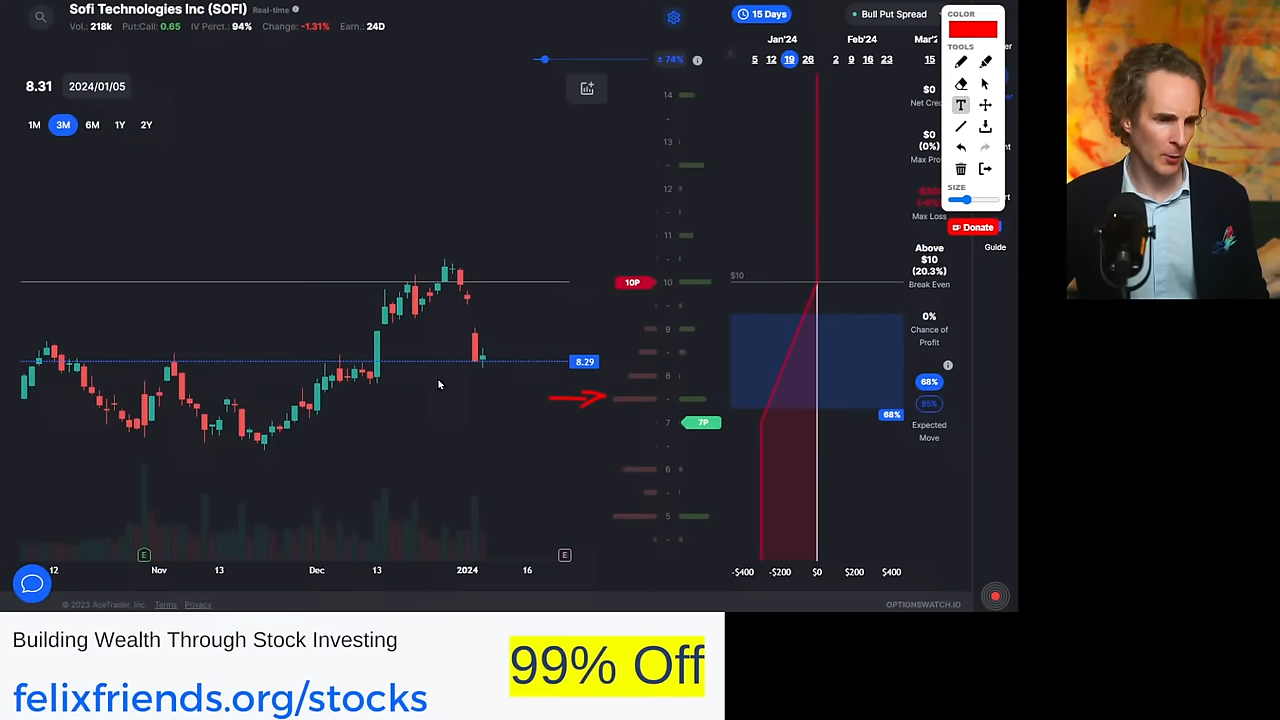 Sofi Technologies Inc (SOFI) Real-time
Vol.: 218k Put:Call: 0.65 IV Perct.: 94% Change: -1.31% Earn.: 24D
8.31 2024/01/05
1M 3M 6M 1Y 2Y
± 74%
15 Days
Bull Put Spread
Jan'24 Feb'24
5 12 19 26 2 9 16 23 15
14
13
12
11
10
9
8
7
6
5
10P
7P
8.29
$10
68%
$0
Net Cre
$0
(0%)
Max Pro
Max Loss
Above
$10
(20.3%)
Break Even
0%
Chance of
Profit
68%
85%
Expected
Move
COLOR
TOOLS
T
SIZE
Donate
Guide
E
E
12 Nov 13 Dec 13 2024 16
-$400 -$200 $0 $200 $400
© 2023 AceTrader, Inc. Terms Privacy
OPTIONSWATCH.IO
Building Wealth Through Stock Investing
felixfriends.org/stocks
99% Off